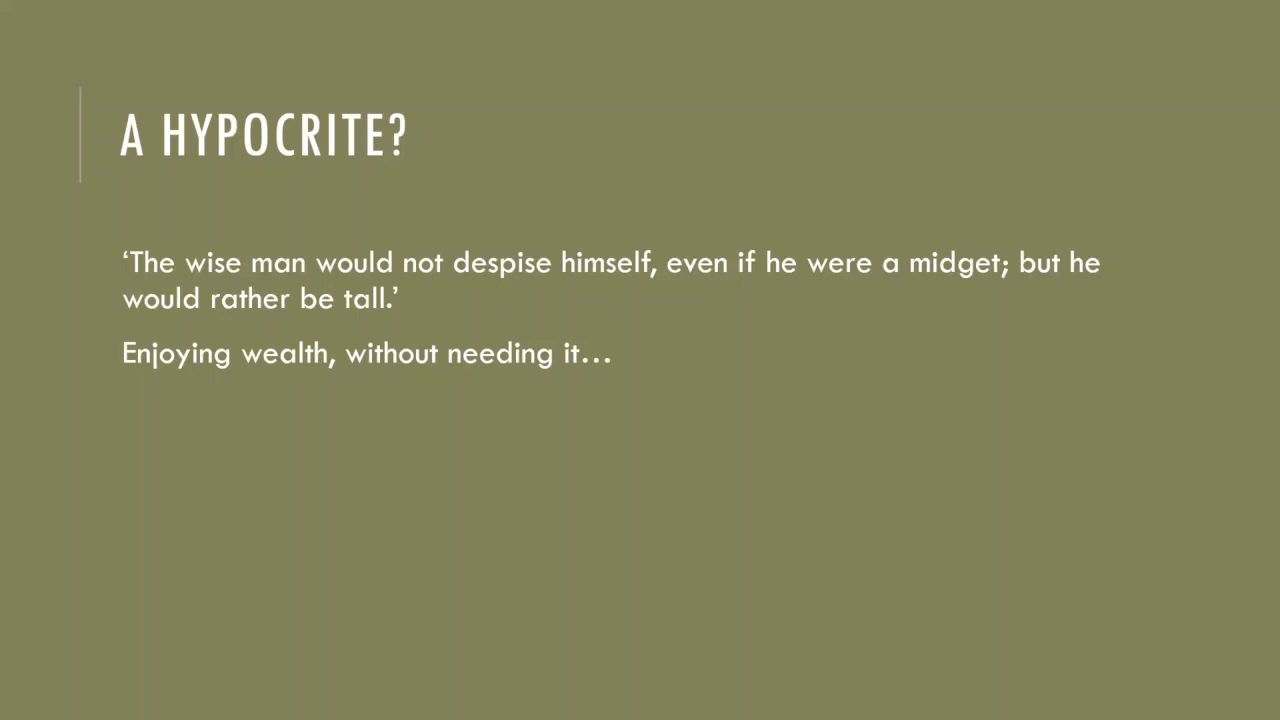 A HYPOCRITE?
‘The wise man would not despise himself, even if he were a midget; but he
would rather be tall.’
Enjoying wealth, without needing it…